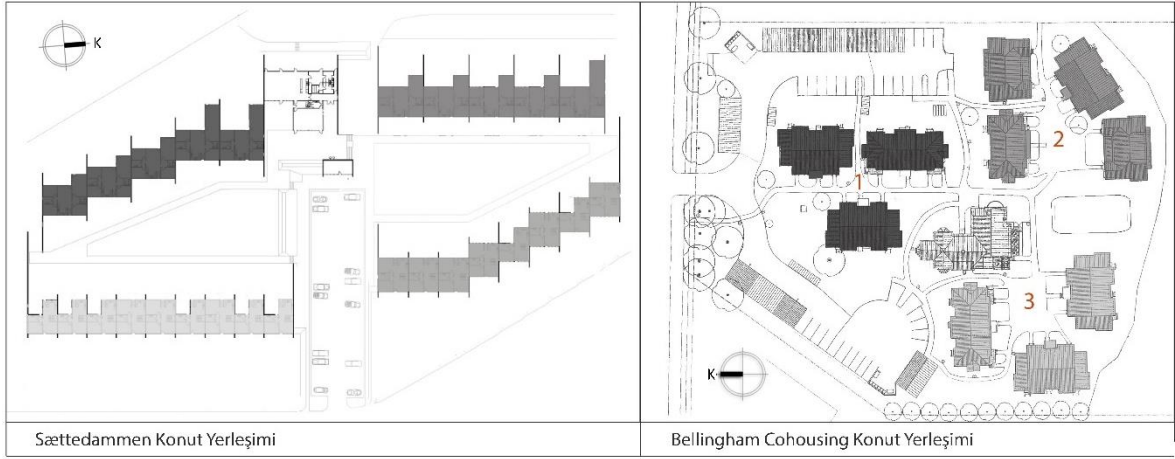 K
Sættedammen Konut Yerleşimi
1
2
3
K
Bellingham Cohousing Konut Yerleşimi